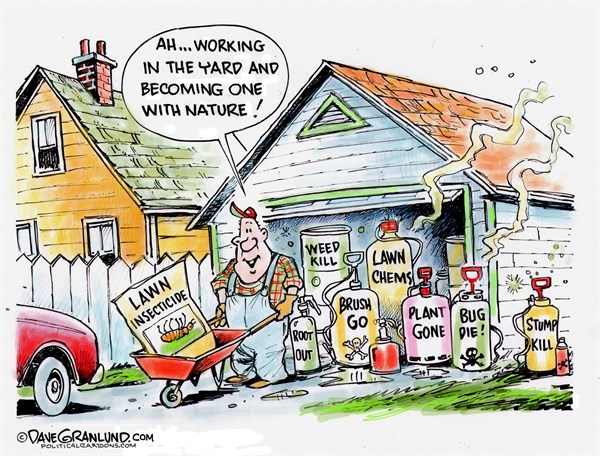 AH...WORKING
IN THE YARD AND
BECOMING ONE
WITH NATURE!
LAWN
INSECTICIDE
WEED
KILL
LAWN
CHEMS
ROOT
OUT
BRUSH
GO
PLANT
GONE
BUG
DIE!
STUMP
KILL
©DAVEGRANLUND.COM
POLITICALCARTOONS.COM